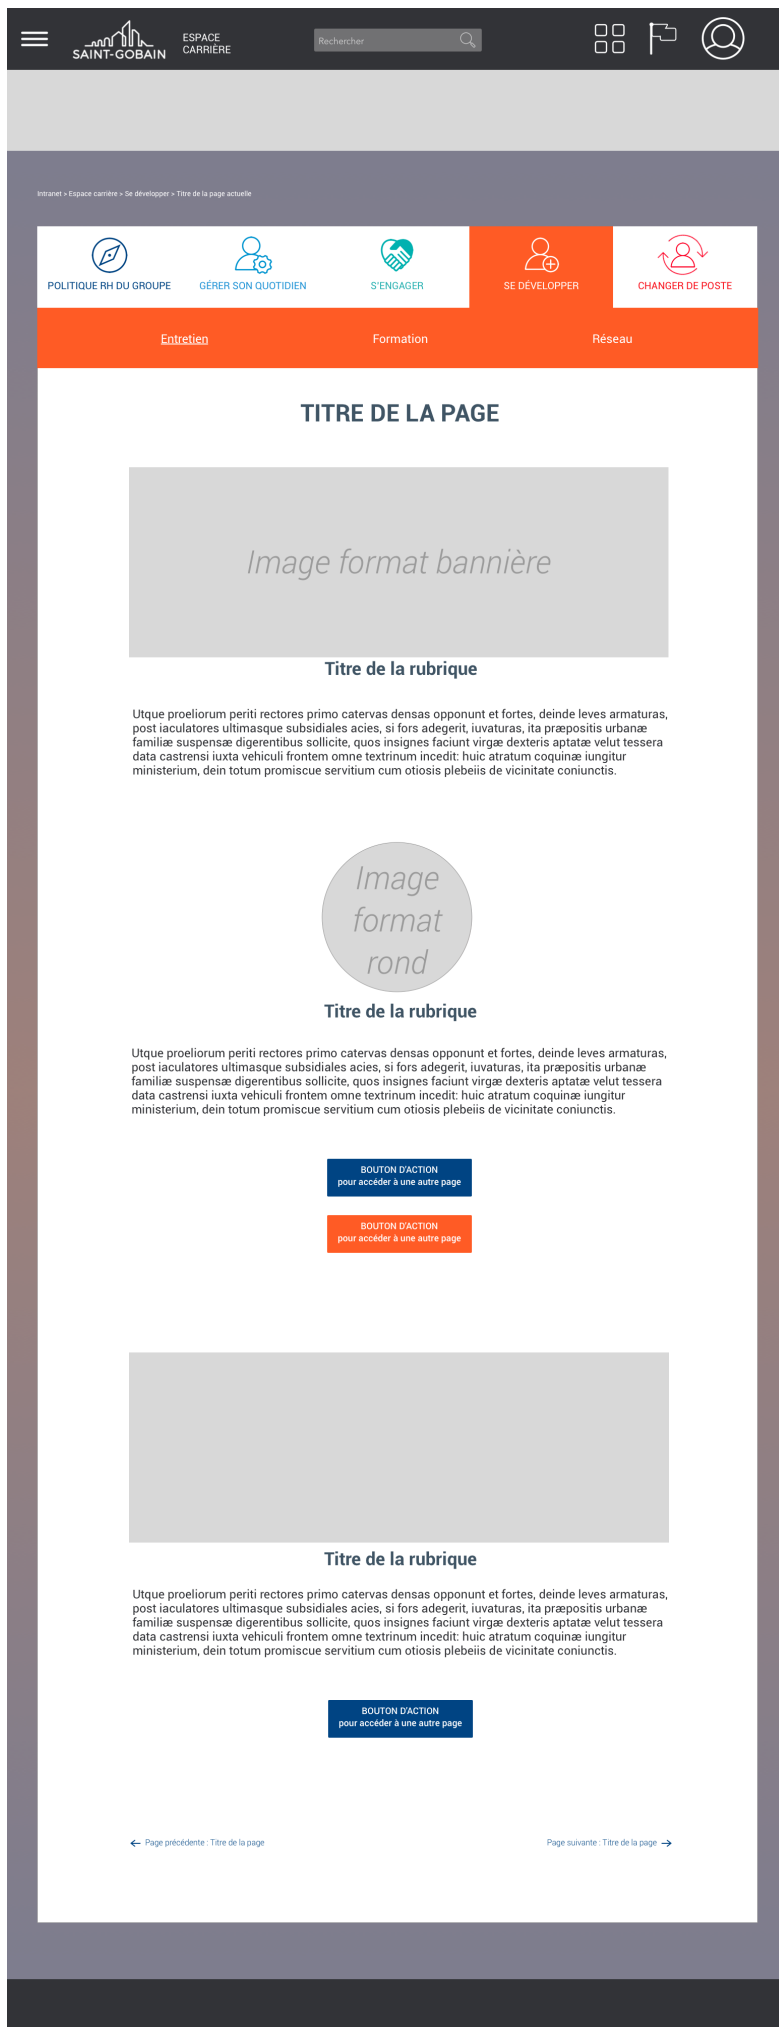 SAINT-GOBAIN
ESPACE
CARRIÈRE
Rechercher
Intranet > Espace carrière > Se développer > Titre de la page actuelle
POLITIQUE RH DU GROUPE
GÉRER SON QUOTIDIEN
S'ENGAGER
SE DÉVELOPPER
CHANGER DE POSTE
Entretien
Formation
Réseau
TITRE DE LA PAGE
Image format bannière
Titre de la rubrique
Utque proeliorum periti rectores primo catervas densas opponunt et fortes, deinde leves armaturas,
post iaculatores ultimasque subsidiales acies, si fors adegerit, iuvaturas, ita præpositis urbanæ
familiæ suspensæ digerentibus sollicite, quos insignes faciunt virgæ dexteris aptatæ velut tessera
data castrensi iuxta vehiculi frontem omne textrinum incedit: huic atratum coquinæ iungitur
ministerium, dein totum promiscue servitium cum otiosis plebeiis de vicinitate coniunctis.
Image
format
rond
Titre de la rubrique
Utque proeliorum periti rectores primo catervas densas opponunt et fortes, deinde leves armaturas,
post iaculatores ultimasque subsidiales acies, si fors adegerit, iuvaturas, ita præpositis urbanæ
familiæ suspensæ digerentibus sollicite, quos insignes faciunt virgæ dexteris aptatæ velut tessera
data castrensi iuxta vehiculi frontem omne textrinum incedit: huic atratum coquinæ iungitur
ministerium, dein totum promiscue servitium cum otiosis plebeiis de vicinitate coniunctis.
BOUTON D'ACTION
pour accéder à une autre page
BOUTON D'ACTION
pour accéder à une autre page
Titre de la rubrique
Utque proeliorum periti rectores primo catervas densas opponunt et fortes, deinde leves armaturas,
post iaculatores ultimasque subsidiales acies, si fors adegerit, iuvaturas, ita præpositis urbanæ
familiæ suspensæ digerentibus sollicite, quos insignes faciunt virgæ dexteris aptatæ velut tessera
data castrensi iuxta vehiculi frontem omne textrinum incedit: huic atratum coquinæ iungitur
ministerium, dein totum promiscue servitium cum otiosis plebeiis de vicinitate coniunctis.
BOUTON D'ACTION
pour accéder à une autre page
Page précédente : Titre de la page
Page suivante : Titre de la page